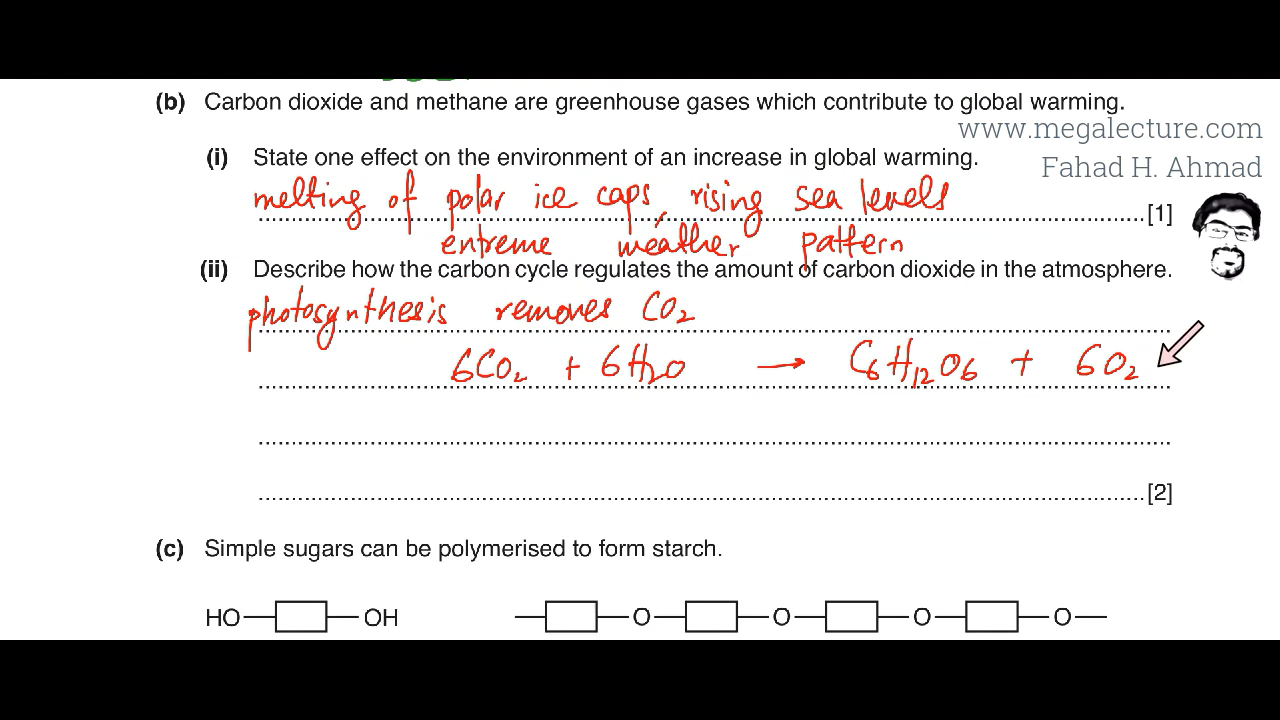 (b) Carbon dioxide and methane are greenhouse gases which contribute to global warming.
www.megalecture.com
(i) State one effect on the environment of an increase in global warming.
Fahad H. Ahmad
melting of polar ice caps, rising sea levels
[1]
extreme weather pattern
(ii) Describe how the carbon cycle regulates the amount of carbon dioxide in the atmosphere.
photosynthesis removes CO2
6CO2 + 6H2O → C6H12O6 + 6O2
[2]
(c) Simple sugars can be polymerised to form starch.
HO OH O O O O